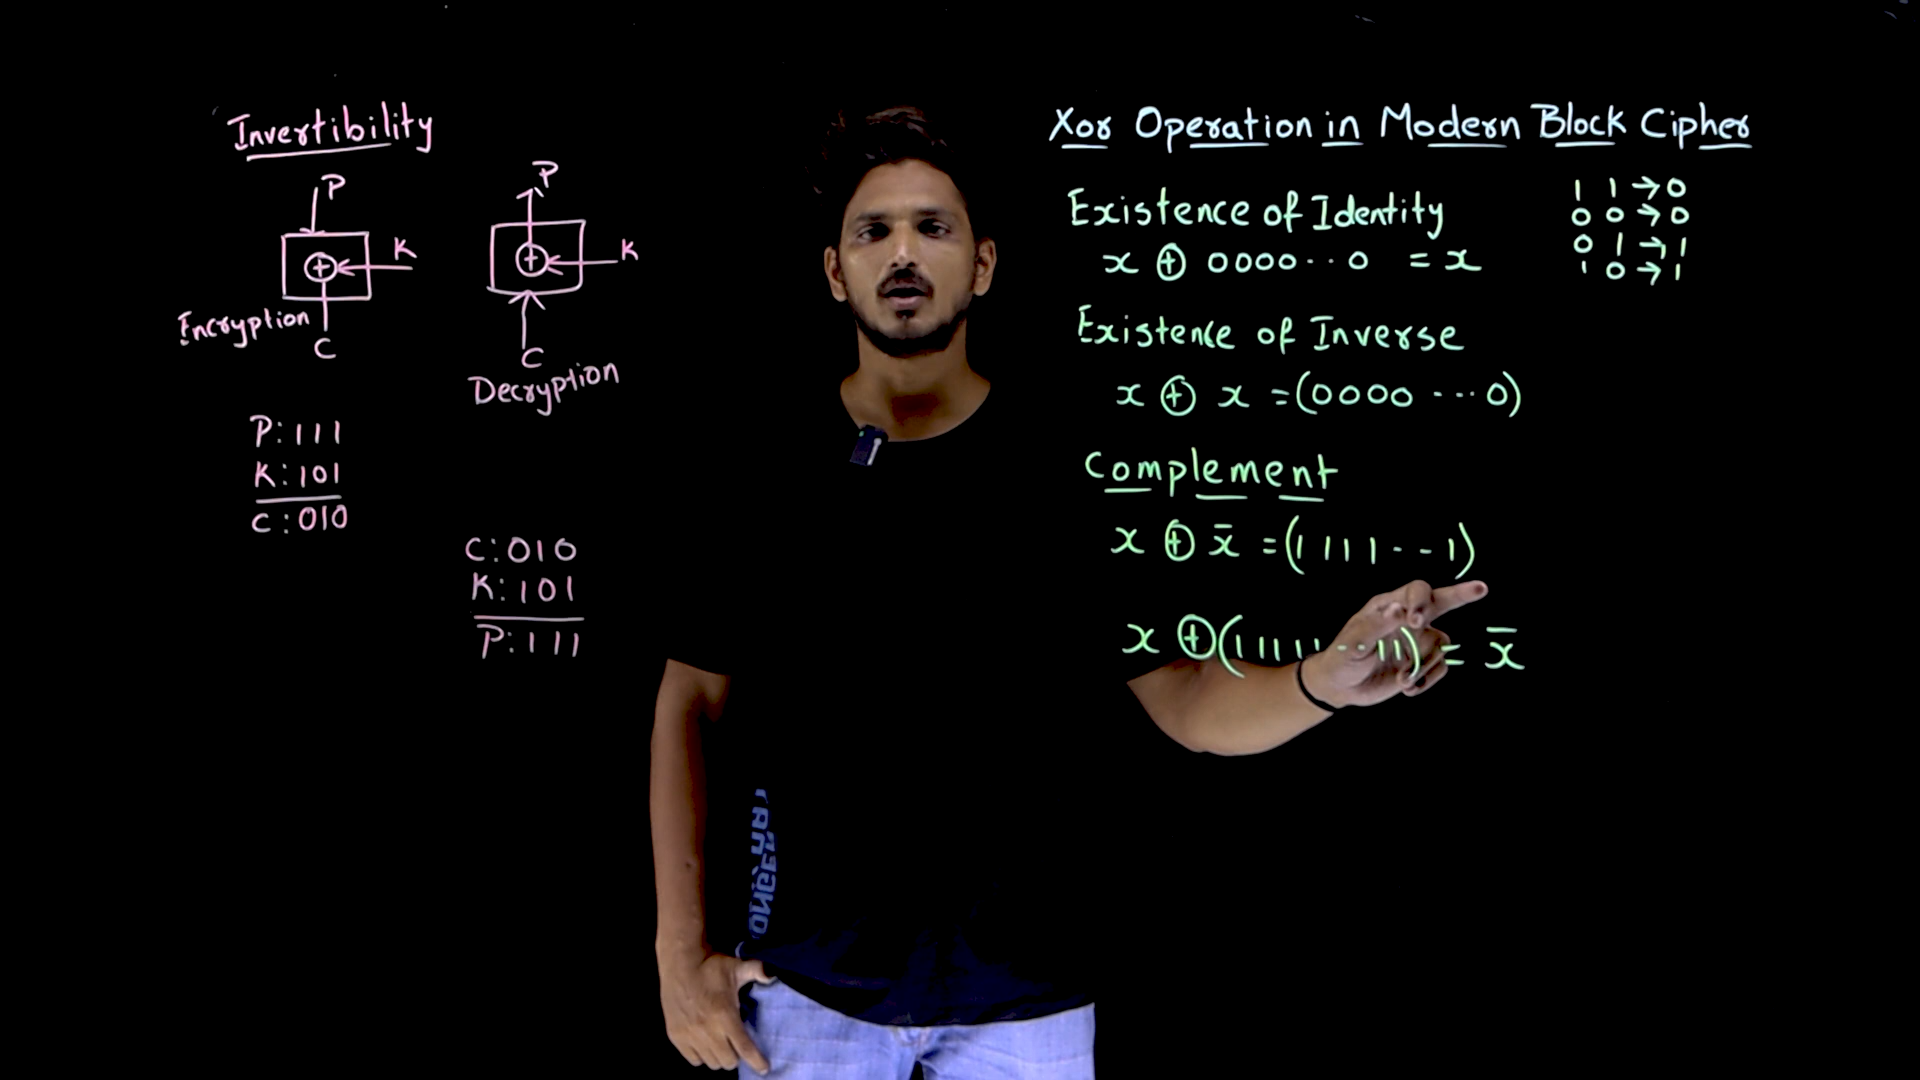 Invertibility
P
K
Encryption
C
P
K
C
Decryption
P: 111
K: 101
C: 010
C: 010
K: 101
P: 111
Xor Operation in Modern Block Cipher
1 1 → 0
0 0 → 0
0 1 → 1
1 0 → 1
Existence of Identity
x ⊕ 0000··0 = x
Existence of Inverse
x ⊕ x = (0000 ···0)
Complement
x ⊕ x̄ = (1111--1)
x ⊕ (11111--11) = x̄